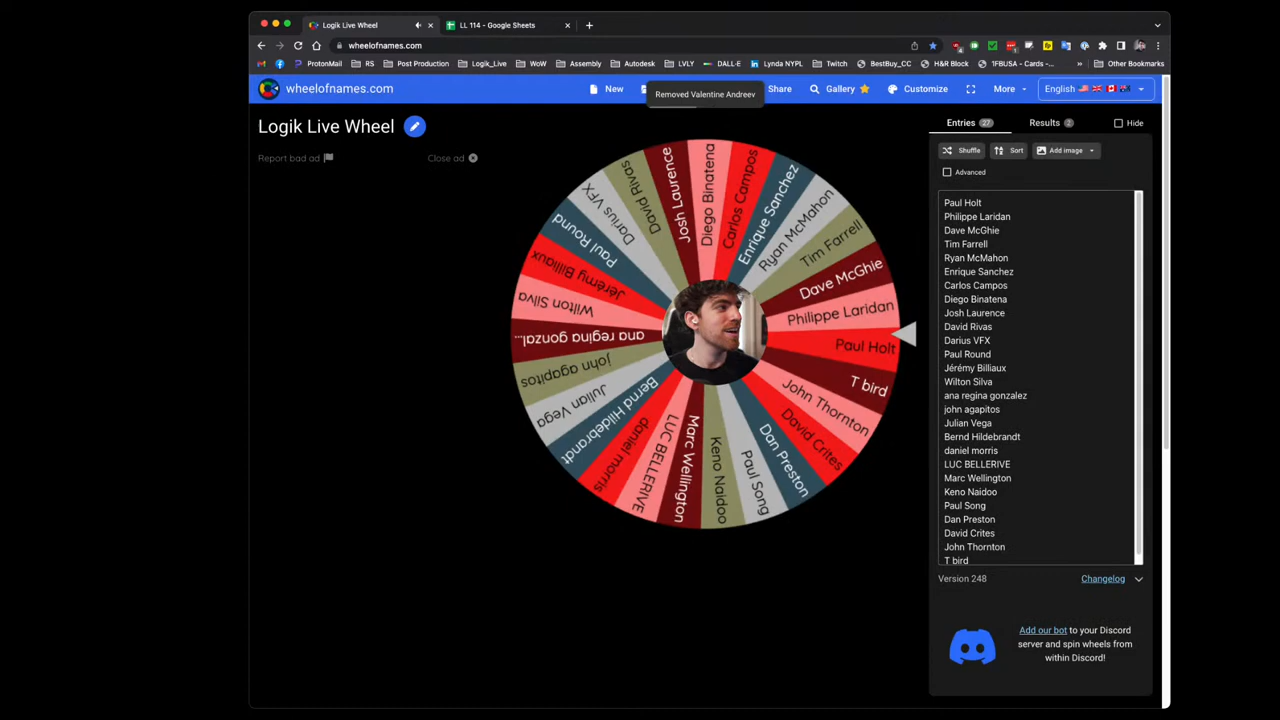 Logik Live Wheel
LL 114 - Google Sheets
wheelofnames.com
ProtonMail
RS
Post Production
Logik_Live
WoW
Assembly
Autodesk
LVLY
DALL·E
Lynda NYPL
Twitch
BestBuy_CC
H&R Block
1FBUSA - Cards -…
Other Bookmarks
wheelofnames.com
New
Removed Valentine Andreev
Share
Gallery
Customize
More
English
Logik Live Wheel
Report bad ad
Close ad
Entries 27
Results 2
Hide
Shuffle
Sort
Add image
Advanced
Paul Holt
Philippe Laridan
Dave McGhie
Tim Farrell
Ryan McMahon
Enrique Sanchez
Carlos Campos
Diego Binatena
Josh Laurence
David Rivas
Darius VFX
Paul Round
Jérémy Billiaux
Wilton Silva
ana regina gonzalez
john agapitos
Julian Vega
Bernd Hildebrandt
daniel morris
LUC BELLERIVE
Marc Wellington
Keno Naidoo
Paul Song
Dan Preston
David Crites
John Thornton
T bird
Diego Binatena
Carlos Campos
Enrique Sanchez
Ryan McMahon
Tim Farrell
Dave McGhie
Philippe Laridan
Paul Holt
T bird
John Thornton
David Crites
Dan Preston
Paul Song
Keno Naidoo
Marc Wellington
LUC BELLERIVE
daniel morris
Bernd Hildebrandt
Julian Vega
john agapitos
ana regina gonzal...
Wilton Silva
Jérémy Billiaux
Paul Round
Darius VFX
David Rivas
Josh Laurence
Version 248
Changelog
Add our bot to your Discord
server and spin wheels from
within Discord!